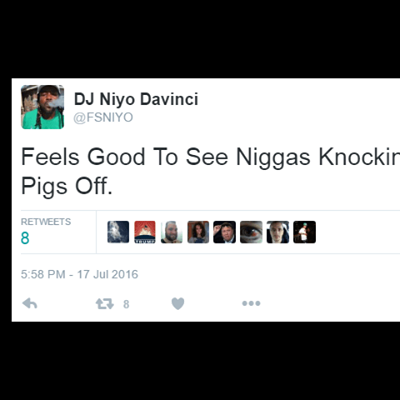 DJ Niyo Davinci
@FSNIYO
Feels Good To See Niggas Knockin
Pigs Off.
RETWEETS
8
TRUMP
5:58 PM - 17 Jul 2016
8